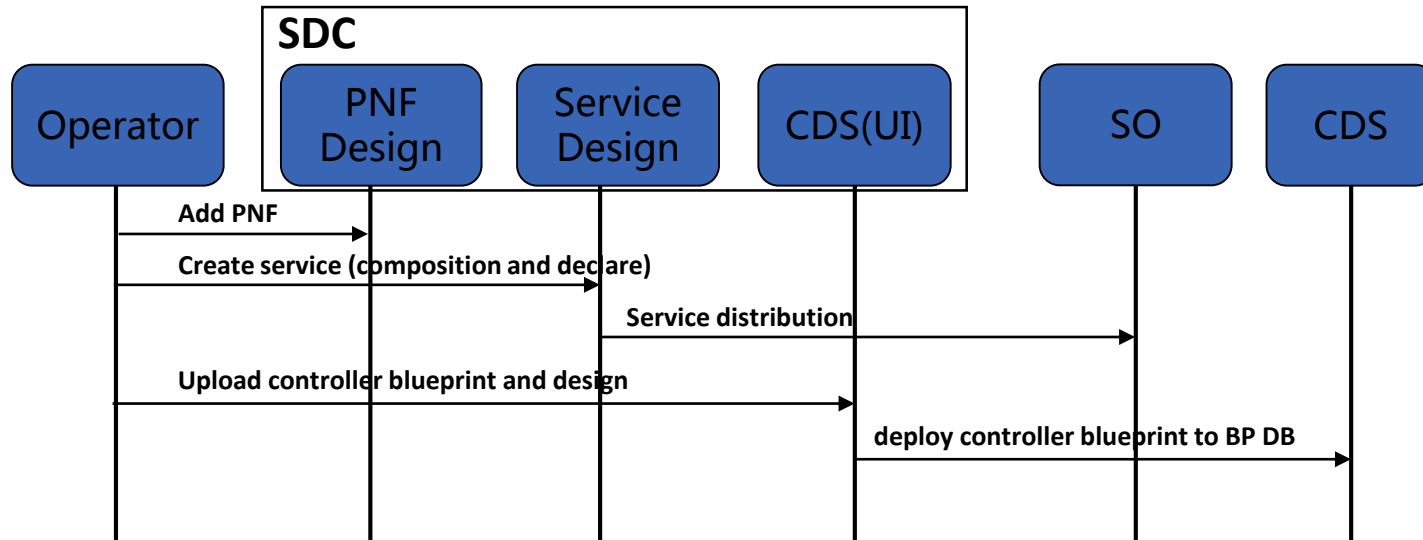 SDC
Operator
PNF
Design
Service
Design
CDS(UI)
SO
CDS
Add PNF
Create service (composition and declare)
Service distribution
Upload controller blueprint and design
deploy controller blueprint to BP DB